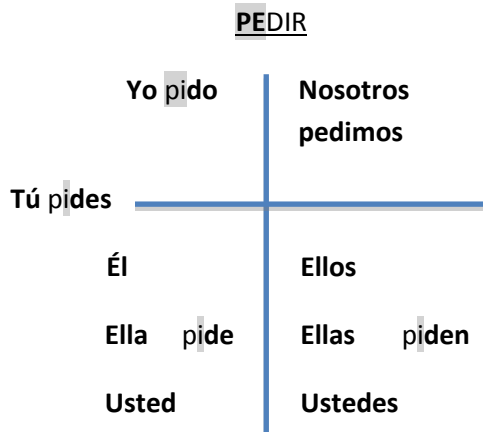 PEDIR
Yo pido
Nosotros
pedimos
Tú pides
Él
Ellos
Ella pide
Ellas piden
Usted
Ustedes